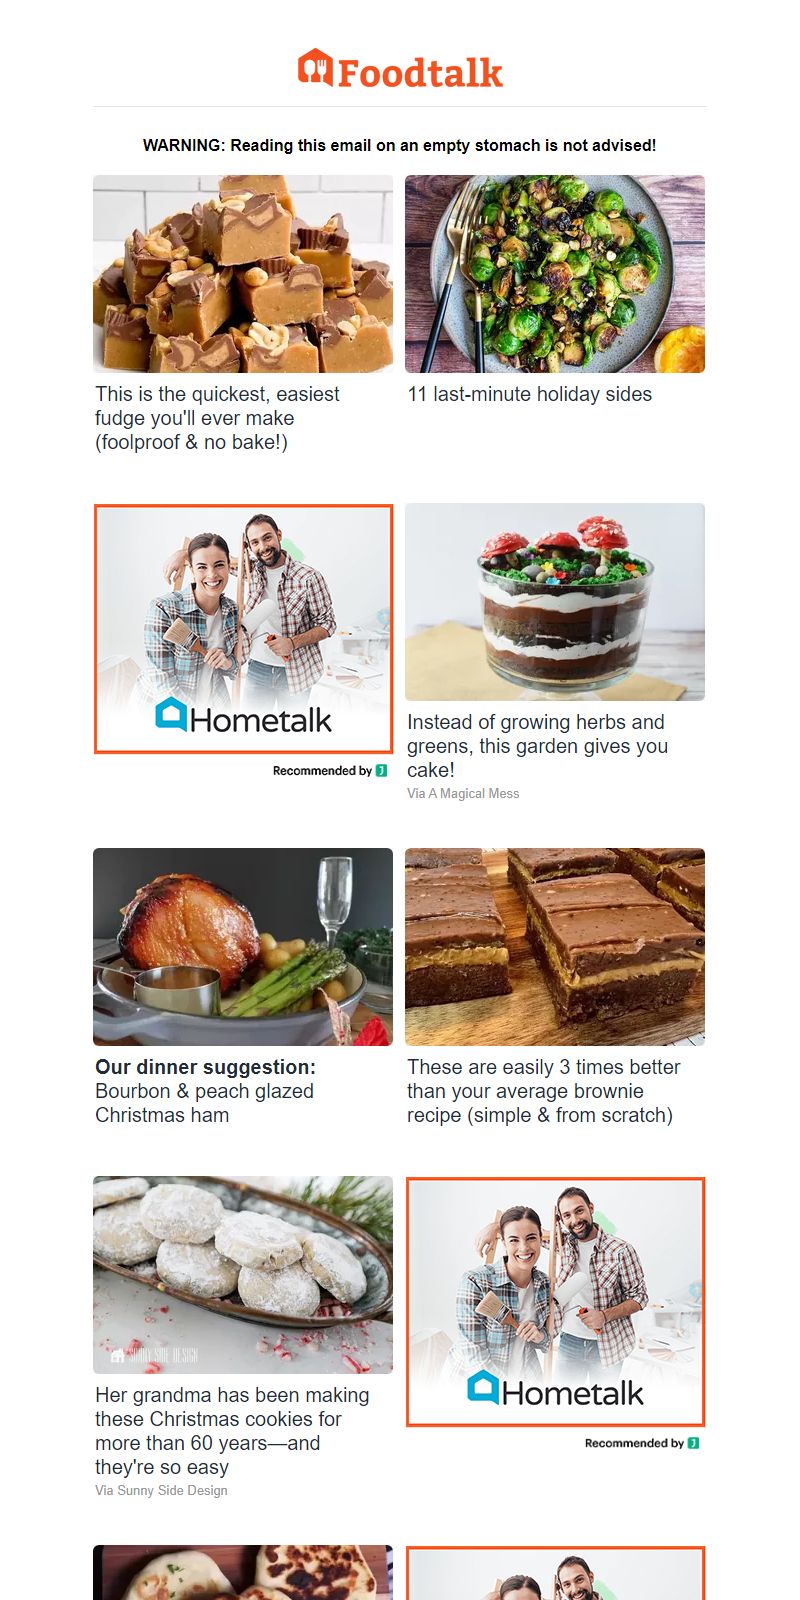 Foodtalk
WARNING: Reading this email on an empty stomach is not advised!
This is the quickest, easiest
fudge you'll ever make
(foolproof & no bake!)
11 last-minute holiday sides
Hometalk
Recommended by
Instead of growing herbs and
greens, this garden gives you
cake!
Via A Magical Mess
Our dinner suggestion:
Bourbon & peach glazed
Christmas ham
These are easily 3 times better
than your average brownie
recipe (simple & from scratch)
SUNNY SIDE DESIGN
Her grandma has been making
these Christmas cookies for
more than 60 years—and
they're so easy
Via Sunny Side Design
Hometalk
Recommended by